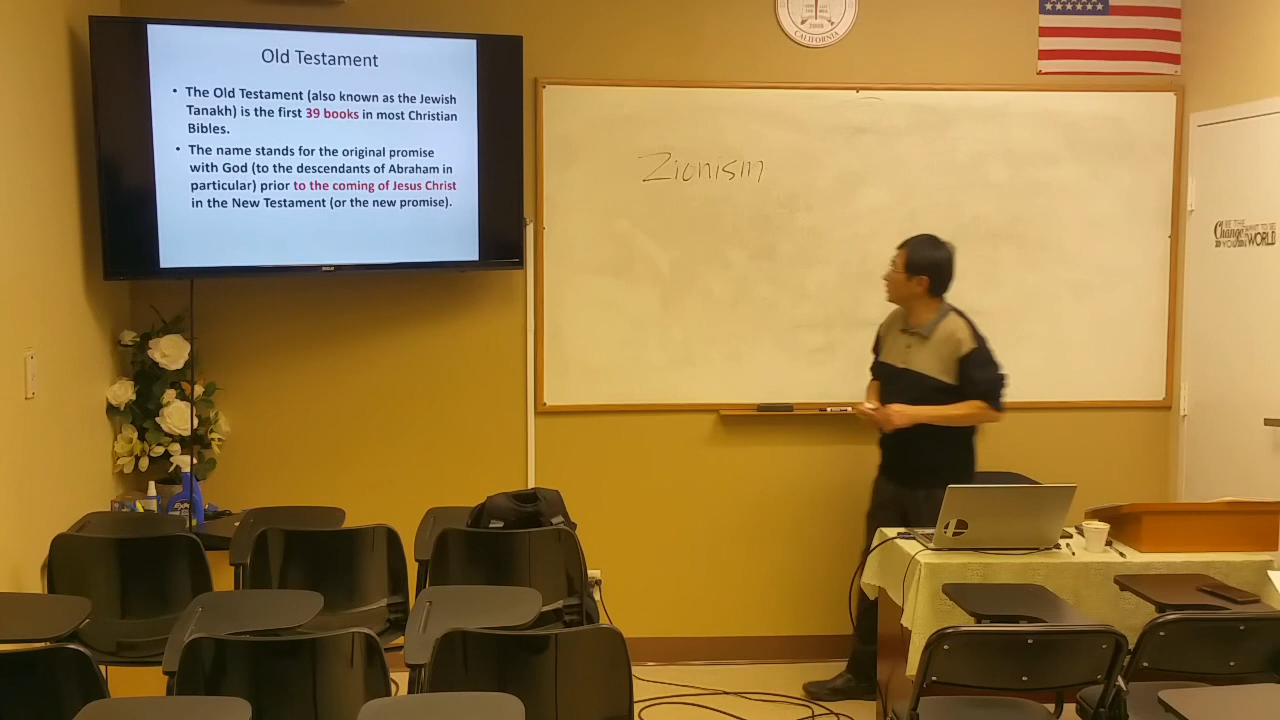 Old Testament
• The Old Testament (also known as the Jewish
Tanakh) is the first 39 books in most Christian
Bibles.
• The name stands for the original promise
with God (to the descendants of Abraham in
particular) prior to the coming of Jesus Christ
in the New Testament (or the new promise).
Zionism
2008
CALIFORNIA
BE THE
Change
YOU
WANT TO SEE
WORLD
EXPO
RCA